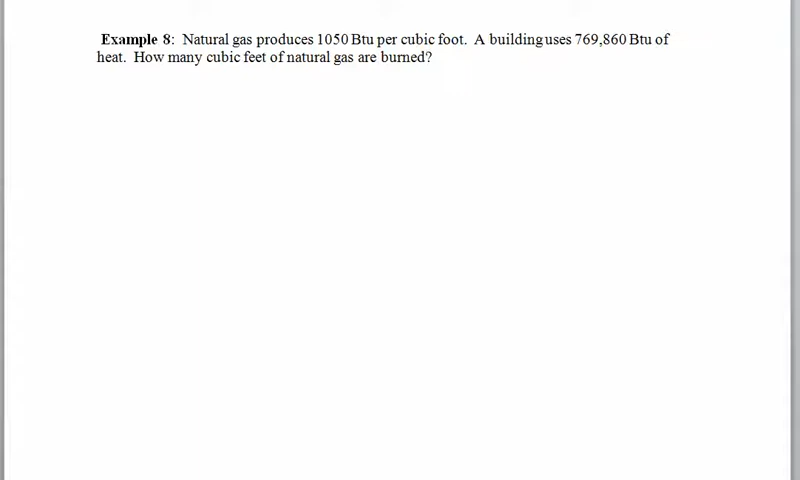 Example 8:  Natural gas produces 1050 Btu per cubic foot.  A building uses 769,860 Btu of
heat.  How many cubic feet of natural gas are burned?